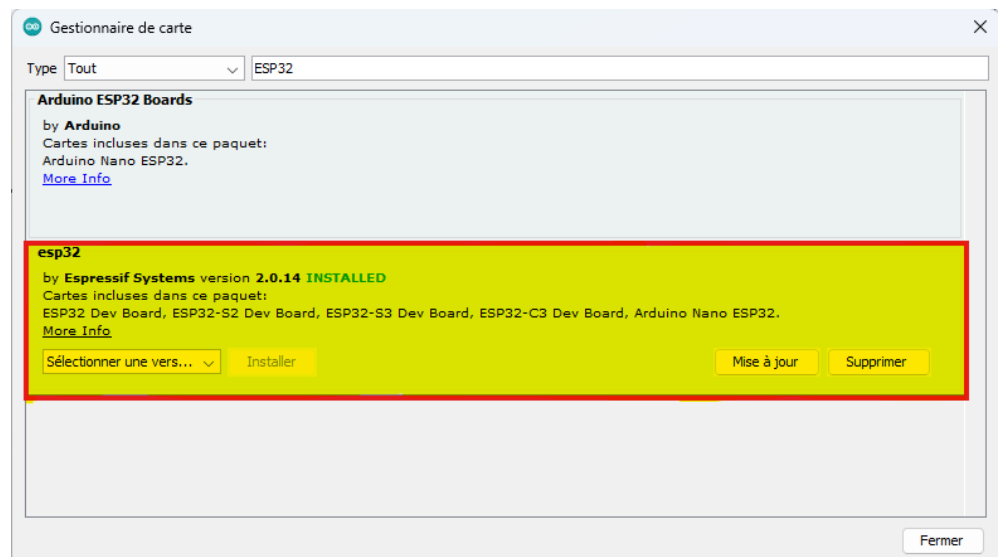 Gestionnaire de carte
Type Tout ESP32
Arduino ESP32 Boards
by Arduino
Cartes incluses dans ce paquet:
Arduino Nano ESP32.
More Info
esp32
by Espressif Systems version 2.0.14 INSTALLED
Cartes incluses dans ce paquet:
ESP32 Dev Board, ESP32-S2 Dev Board, ESP32-S3 Dev Board, ESP32-C3 Dev Board, Arduino Nano ESP32.
More Info
Sélectionner une vers... Installer Mise à jour Supprimer
Fermer